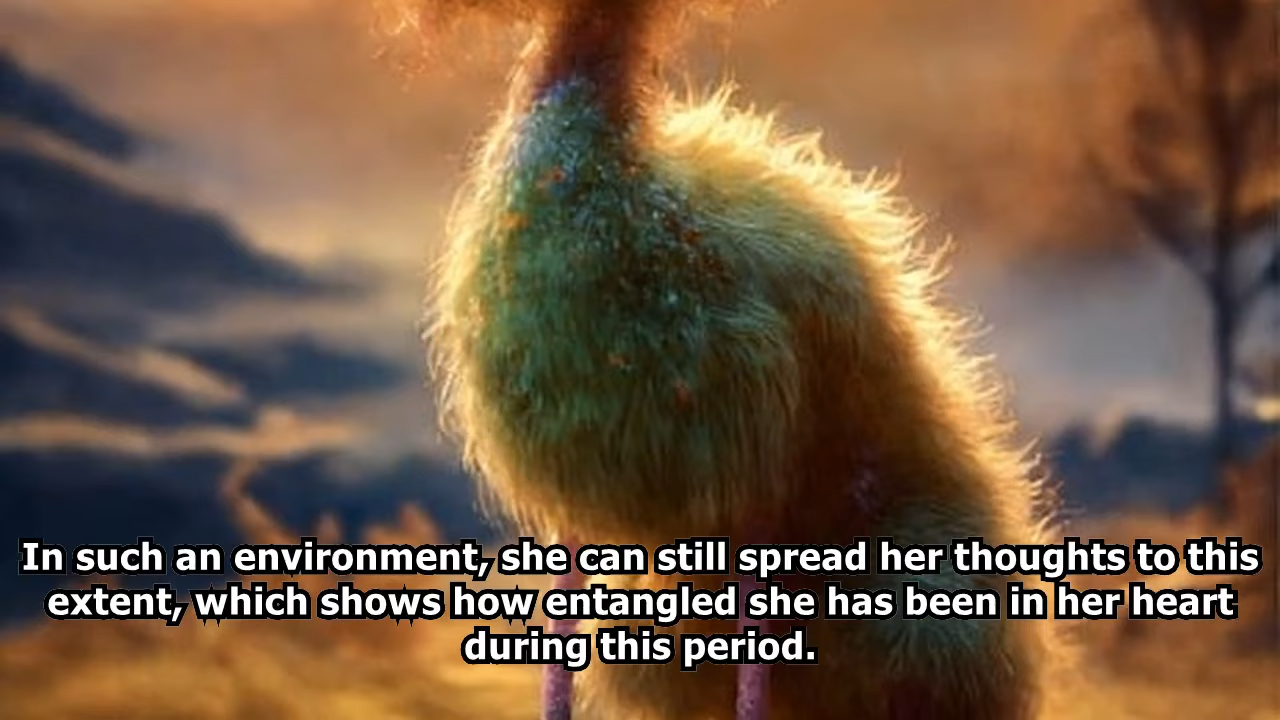 In such an environment, she can still spread her thoughts to this
extent, which shows how entangled she has been in her heart
during this period.